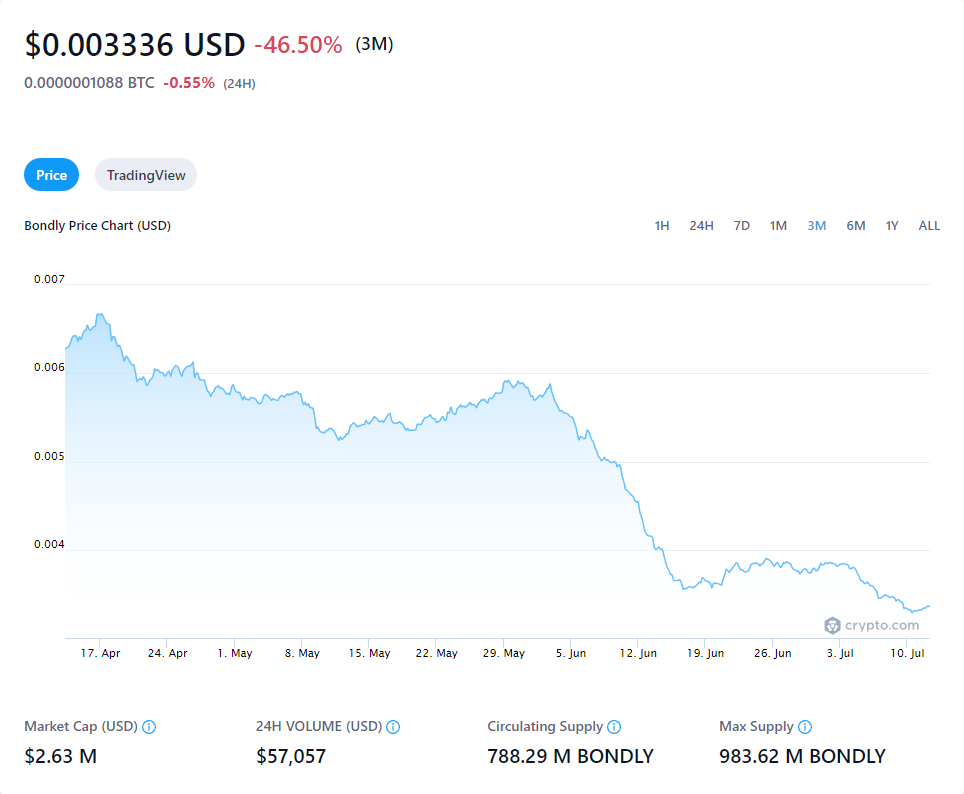 $0.003336 USD -46.50% (3M)
0.0000001088 BTC -0.55% (24H)
Price TradingView
Bondly Price Chart (USD) 1H 24H 7D 1M 3M 6M 1Y ALL
0.007
0.006
0.005
0.004
crypto.com
17. Apr 24. Apr 1. May 8. May 15. May 22. May 29. May 5. Jun 12. Jun 19. Jun 26. Jun 3. Jul 10. Jul
Market Cap (USD) 24H VOLUME (USD) Circulating Supply Max Supply
$2.63 M $57,057 788.29 M BONDLY 983.62 M BONDLY